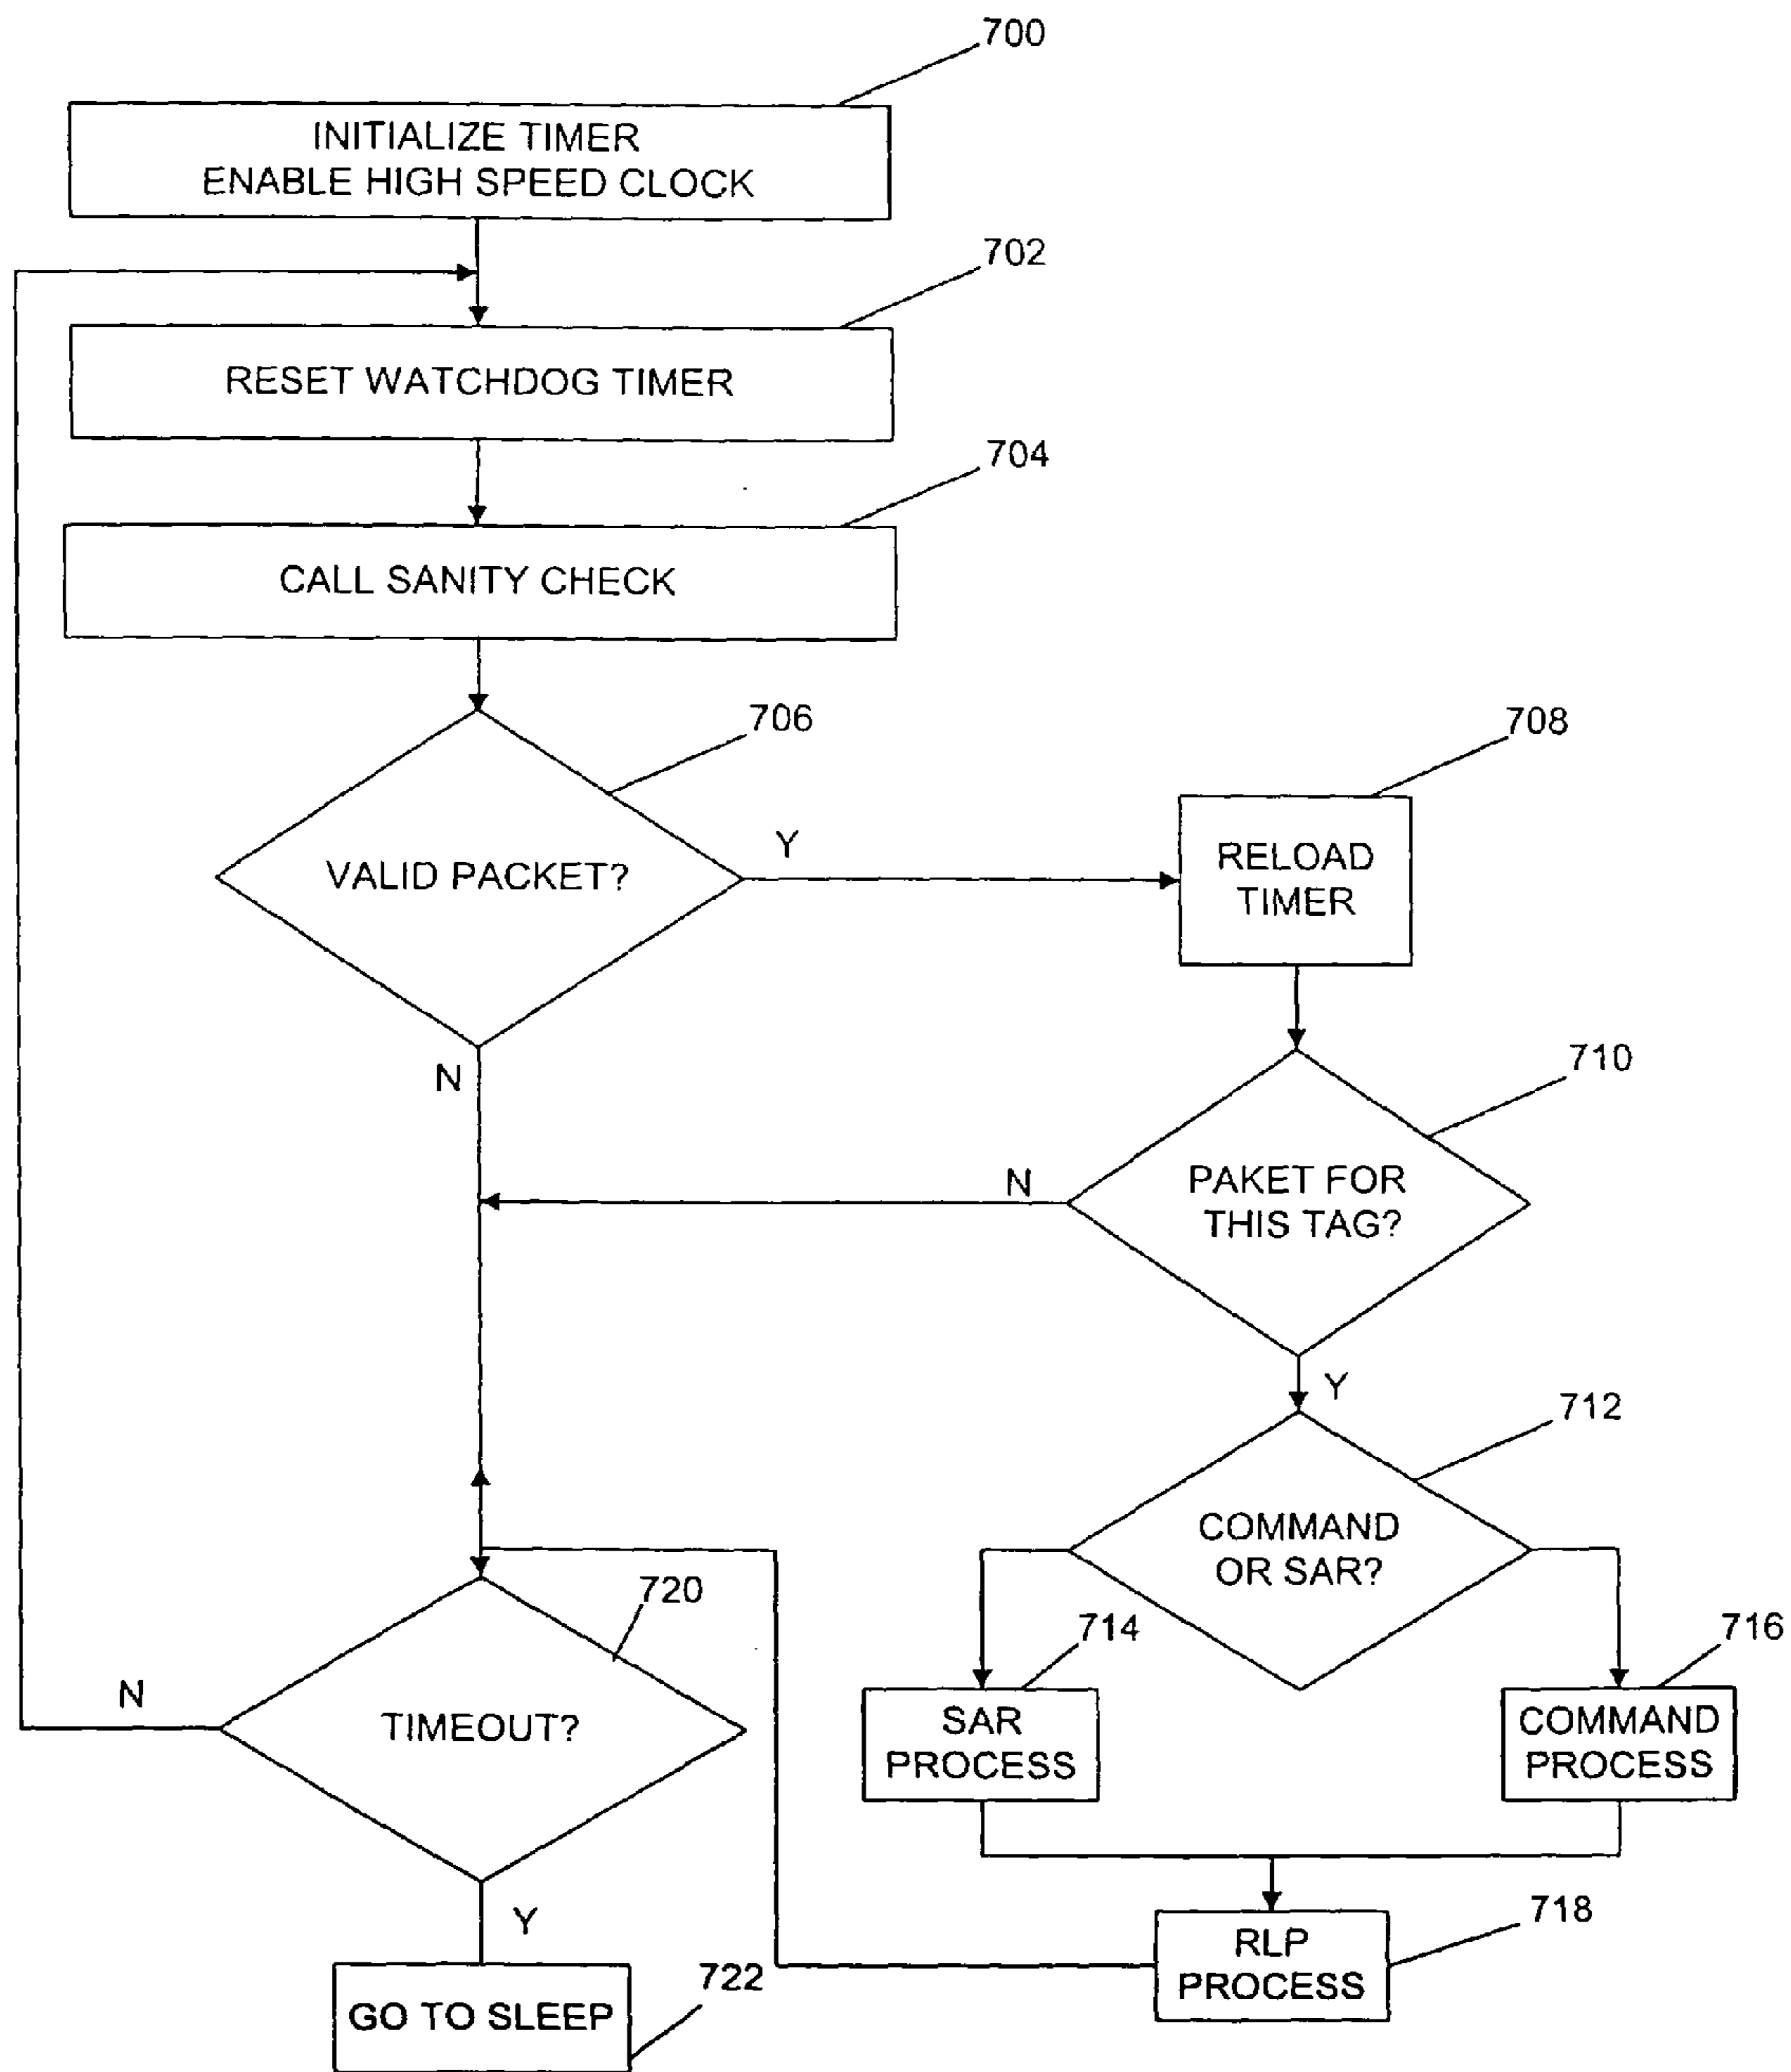 700
INITIALIZE TIMER
ENABLE HIGH SPEED CLOCK
702
RESET WATCHDOG TIMER
704
CALL SANITY CHECK
706
VALID PACKET?
Y
N
708
RELOAD
TIMER
710
PAKET FOR
THIS TAG?
N
Y
712
COMMAND
OR SAR?
714
SAR
PROCESS
716
COMMAND
PROCESS
718
RLP
PROCESS
720
TIMEOUT?
N
Y
722
GO TO SLEEP